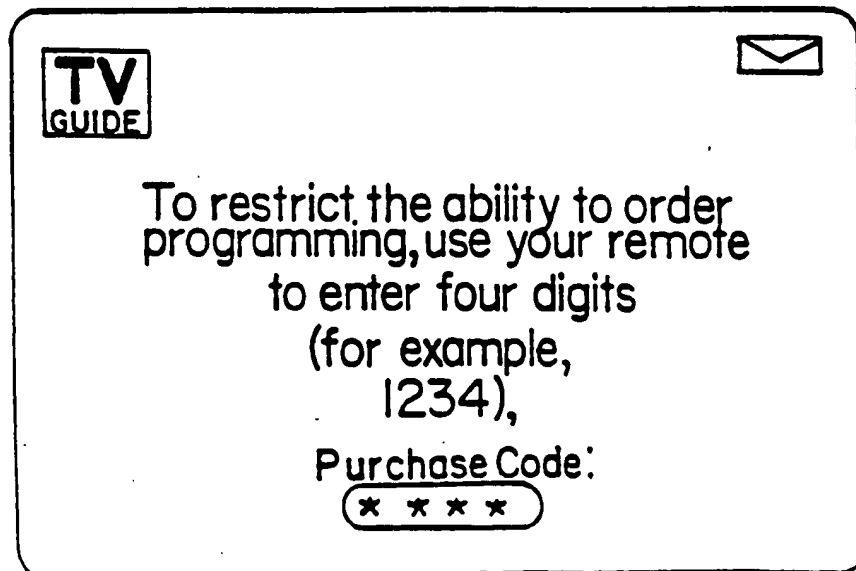 TV
GUIDE
To restrict the ability to order
programming, use your remote
to enter four digits
(for example,
1234),
Purchase Code:
* * * *